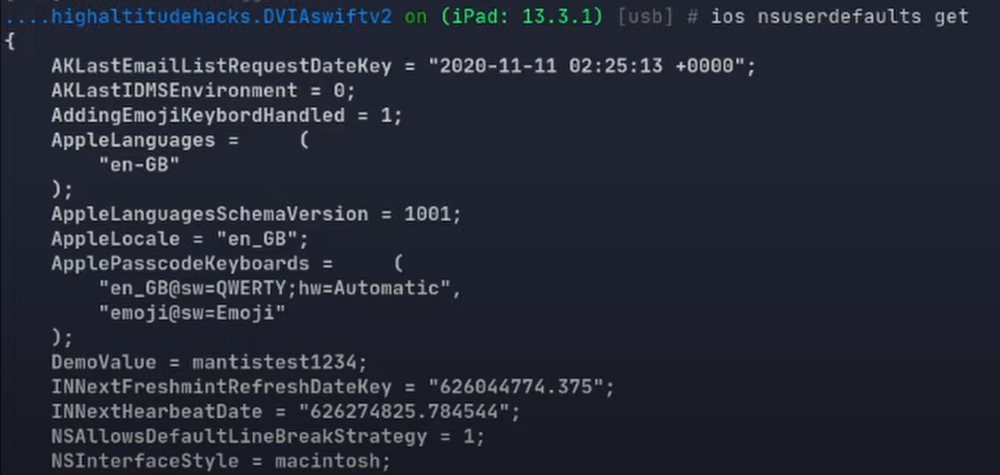 ....highaltitudehacks.DVIAswiftv2 on (iPad: 13.3.1) [usb] # ios nsuserdefaults get
{
    AKLastEmailListRequestDateKey = "2020-11-11 02:25:13 +0000";
    AKLastIDMSEnvironment = 0;
    AddingEmojiKeybordHandled = 1;
    AppleLanguages =     (
        "en-GB"
    );
    AppleLanguagesSchemaVersion = 1001;
    AppleLocale = "en_GB";
    ApplePasscodeKeyboards =     (
        "en_GB@sw=QWERTY;hw=Automatic",
        "emoji@sw=Emoji"
    );
    DemoValue = mantistest1234;
    INNextFreshmintRefreshDateKey = "626044774.375";
    INNextHearbeatDate = "626274825.784544";
    NSAllowsDefaultLineBreakStrategy = 1;
    NSInterfaceStyle = macintosh;